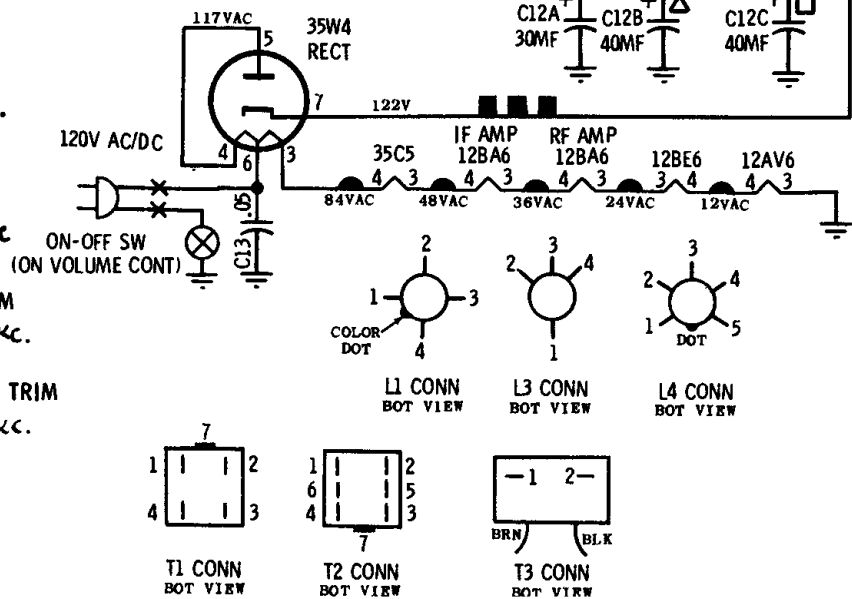 117VAC
5
35W4
RECT
C12A
30MF
C12B
40MF
C12C
40MF
7
122V
120V AC/DC
4
6
3
IF AMP
RF AMP
35C5
12BA6
12BA6
12BE6
12AV6
4 3
4 3
4 3
3 4
4 3
84VAC
48VAC
36VAC
24VAC
12VAC
.05
C13
ON-OFF SW
(ON VOLUME CONT)
2
1
3
4
COLOR
DOT
L1 CONN
BOT VIEW
3
2
4
1
L3 CONN
BOT VIEW
3
2
4
1
5
DOT
L4 CONN
BOT VIEW
TRIM
7
1
2
4
3
T1 CONN
BOT VIEW
1
2
6
5
4
3
7
T2 CONN
BOT VIEW
1
2
BRN
BLK
T3 CONN
BOT VIEW